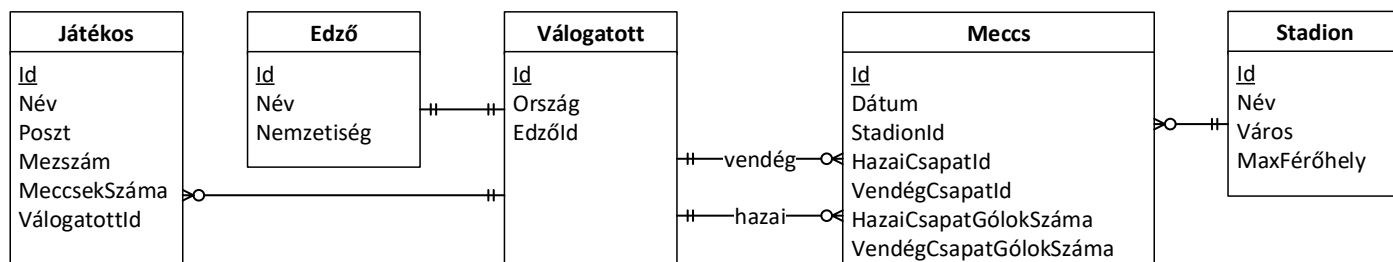 Játékos
Id
Név
Poszt
Mezszám
MeccsekSzáma
VálogatottId
Edző
Id
Név
Nemzetiség
Válogatott
Id
Ország
EdzőId
vendég
hazai
Meccs
Id
Dátum
StadionId
HazaiCsapatId
VendégCsapatId
HazaiCsapatGólokSzáma
VendégCsapatGólokSzáma
Stadion
Id
Név
Város
MaxFérőhely